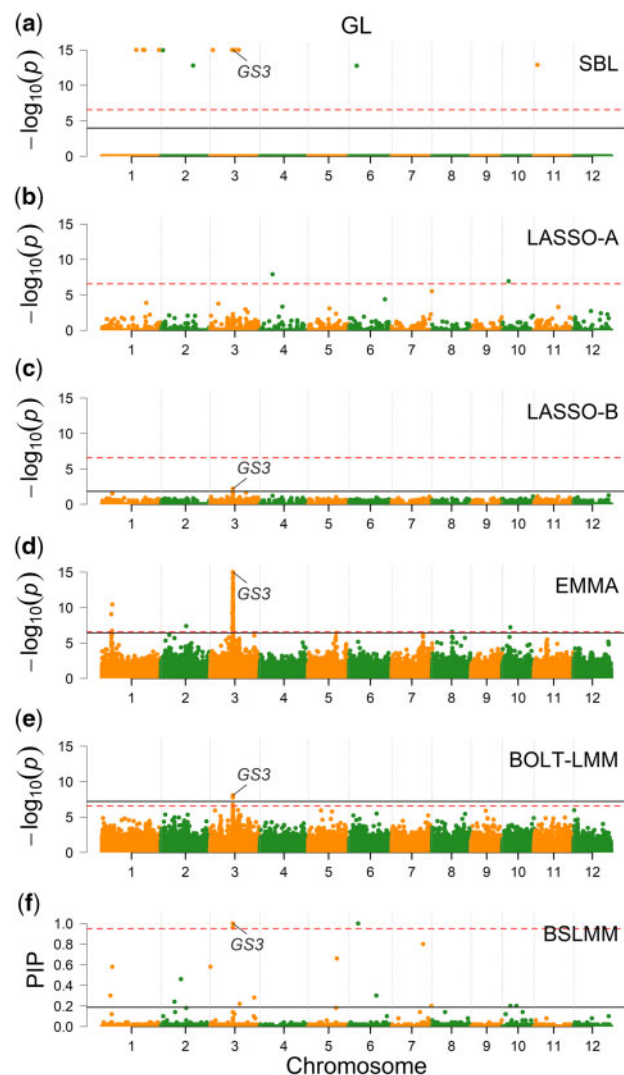 (a)
GL
SBL
GS3
− log10(p)
15
10
5
0
1 2 3 4 5 6 7 8 9 10 11 12
(b)
LASSO-A
− log10(p)
15
10
5
0
1 2 3 4 5 6 7 8 9 10 11 12
(c)
LASSO-B
GS3
− log10(p)
15
10
5
0
1 2 3 4 5 6 7 8 9 10 11 12
(d)
EMMA
GS3
− log10(p)
15
10
5
0
1 2 3 4 5 6 7 8 9 10 11 12
(e)
BOLT-LMM
GS3
− log10(p)
15
10
5
0
1 2 3 4 5 6 7 8 9 10 11 12
(f)
BSLMM
GS3
PIP
1.0
0.8
0.6
0.4
0.2
0.0
1 2 3 4 5 6 7 8 9 10 11 12
Chromosome